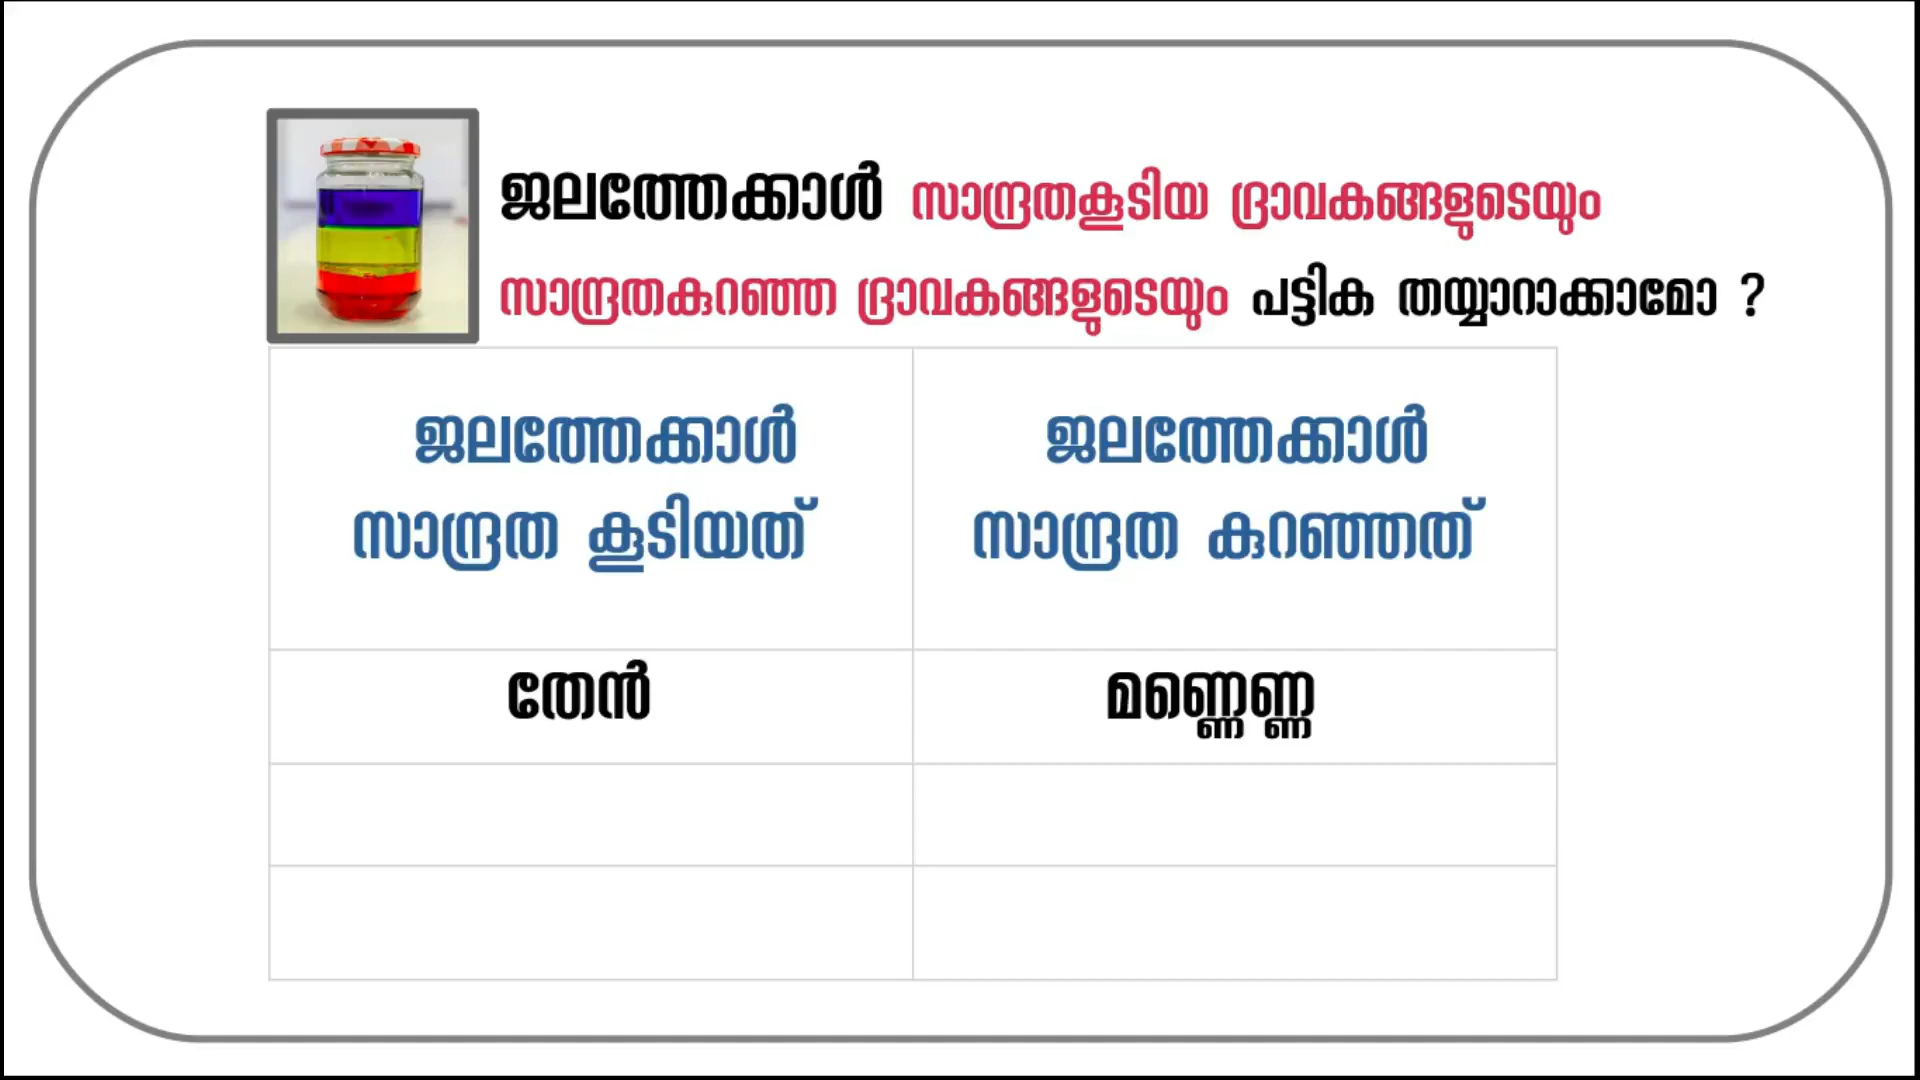 ജലത്തേക്കാൾ സാന്ദ്രതകൂടിയ ദ്രാവകങ്ങളുടെയും
സാന്ദ്രതകുറഞ്ഞ ദ്രാവകങ്ങളുടെയും പട്ടിക തയ്യാറാക്കാമോ ?
ജലത്തേക്കാൾ
സാന്ദ്രത കൂടിയത്
ജലത്തേക്കാൾ
സാന്ദ്രത കുറഞ്ഞത്
തേൻ
മണ്ണെണ്ണ